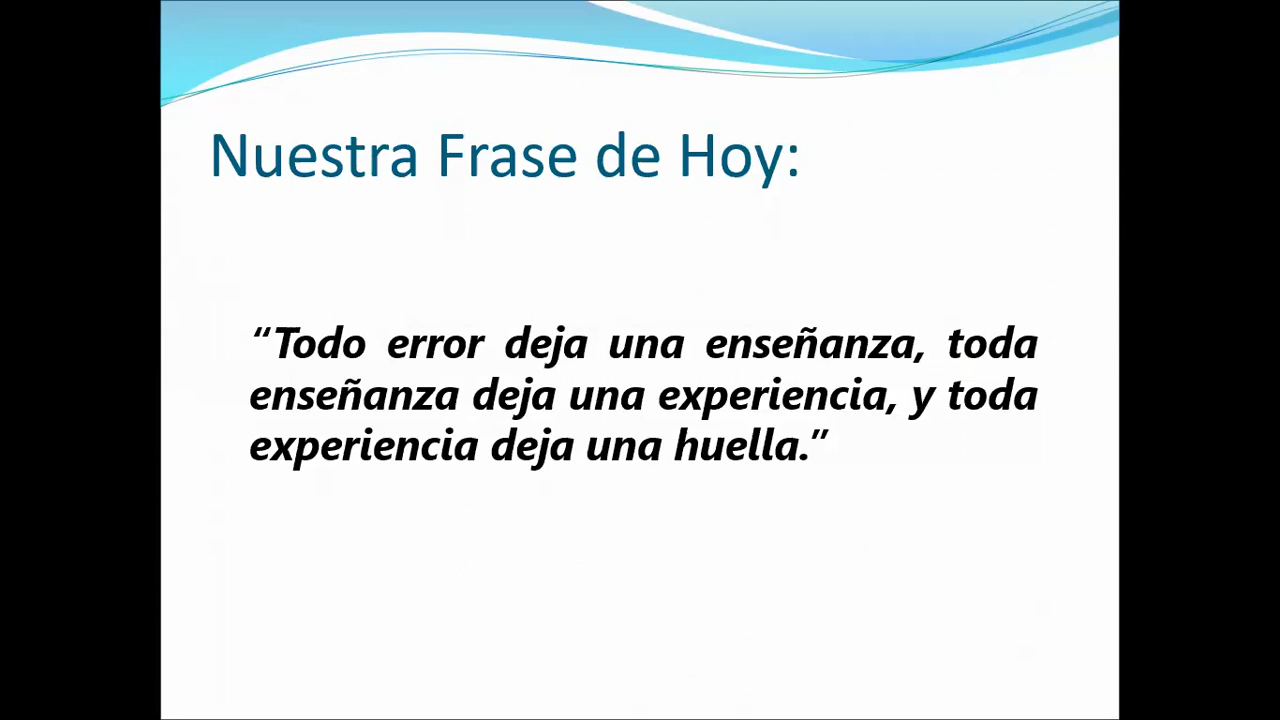 Nuestra Frase de Hoy:
“Todo error deja una enseñanza, toda
enseñanza deja una experiencia, y toda
experiencia deja una huella.”